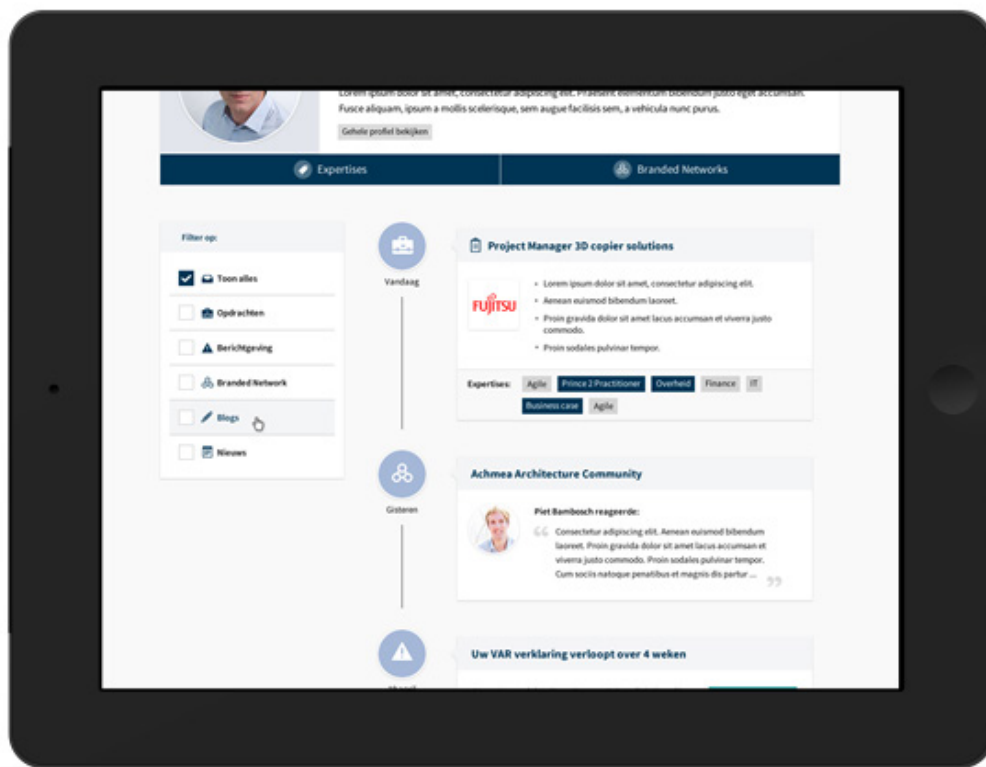 Lorem ipsum dolor sit amet, consectetur adipiscing elit. Praesent elementum bibendum justo eget accumsan.
Fusce aliquam, ipsum a mollis scelerisque, sem augue facilisis sem, a vehicula nunc purus.
Gehele profiel bekijken
Expertises
Branded Networks
Filter op:
Toon alles
Opdrachten
Berichtgeving
Branded Network
Blogs
Nieuws
Vandaag
Project Manager 3D copier solutions
FUJITSU
Lorem ipsum dolor sit amet, consectetur adipiscing elit.
Aenean euismod bibendum laoreet.
Proin gravida dolor sit amet lacus accumsan et viverra justo
commodo.
Proin sodales pulvinar tempor.
Expertises: Agile Prince 2 Practitioner Overheid Finance IT
Business case Agile
Gisteren
Achmea Architecture Community
Piet Bambosch reageerde:
“ Consectetur adipiscing elit. Aenean euismod bibendum
laoreet. Proin gravida dolor sit amet lacus accumsan et
viverra justo commodo. Proin sodales pulvinar tempor.
Cum sociis natoque penatibus et magnis dis partur ... ”
Uw VAR verklaring verloopt over 4 weken